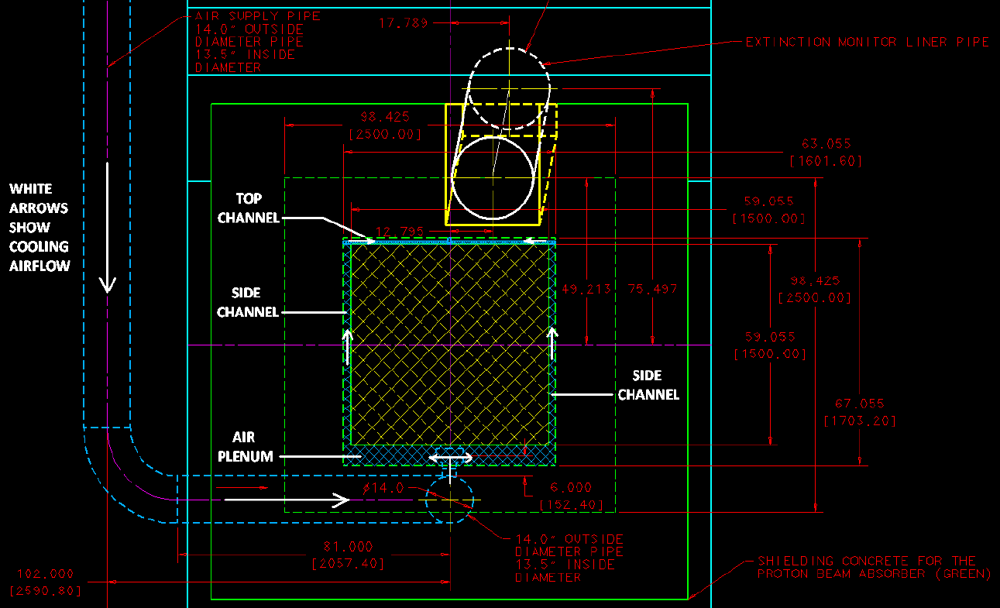 AIR SUPPLY PIPE
14.0" OUTSIDE
DIAMETER PIPE
13.5" INSIDE
DIAMETER
17.789
EXTINCTION MONITOR LINER PIPE
98.425
[2500.00]
63.055
[1601.60]
WHITE
ARROWS
SHOW
COOLING
AIRFLOW
TOP
CHANNEL
59.055
[1500.00]
12.795
SIDE
CHANNEL
49.213
75.497
98.425
[2500.00]
59.055
[1500.00]
SIDE
CHANNEL
67.055
[1703.20]
AIR
PLENUM
ø14.0
6.000
[152.40]
81.000
[2057.40]
14.0" OUTSIDE
DIAMETER PIPE
13.5" INSIDE
DIAMETER
102.000
[2590.80]
SHIELDING CONCRETE FOR THE
PROTON BEAM ABSORBER (GREEN)